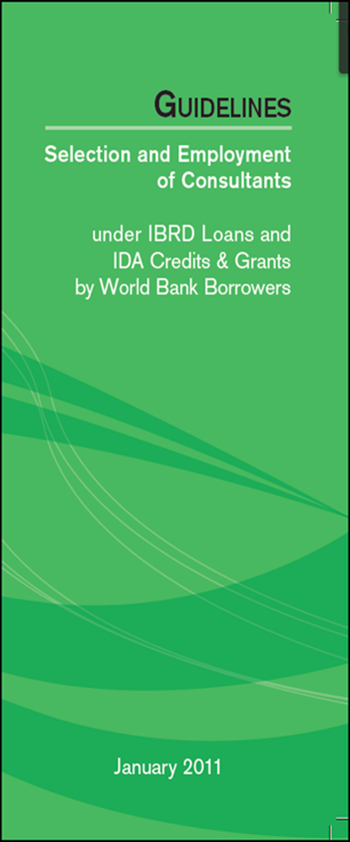 GUIDELINES
Selection and Employment
of Consultants
under IBRD Loans and
IDA Credits & Grants
by World Bank Borrowers
January 2011